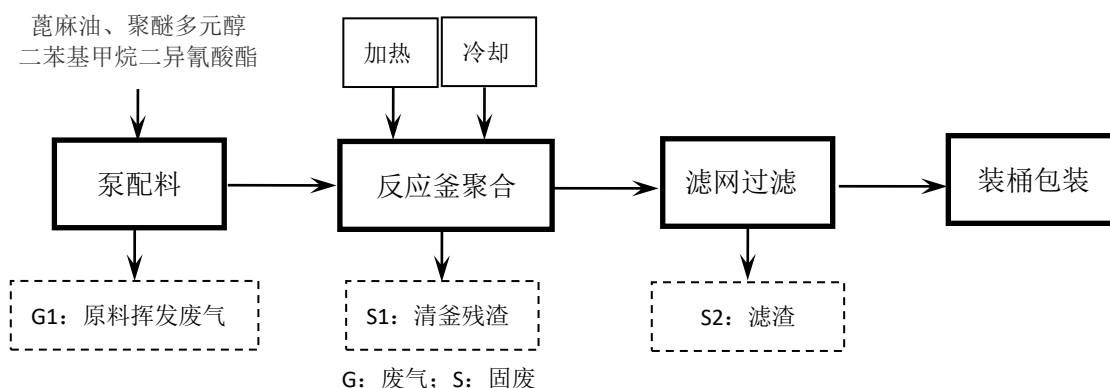 蓖麻油、聚醚多元醇
二苯基甲烷二异氰酸酯
加热
冷却
泵配料
反应釜聚合
滤网过滤
装桶包装
G1：原料挥发废气
S1：清釜残渣
S2：滤渣
G：废气；S：固废